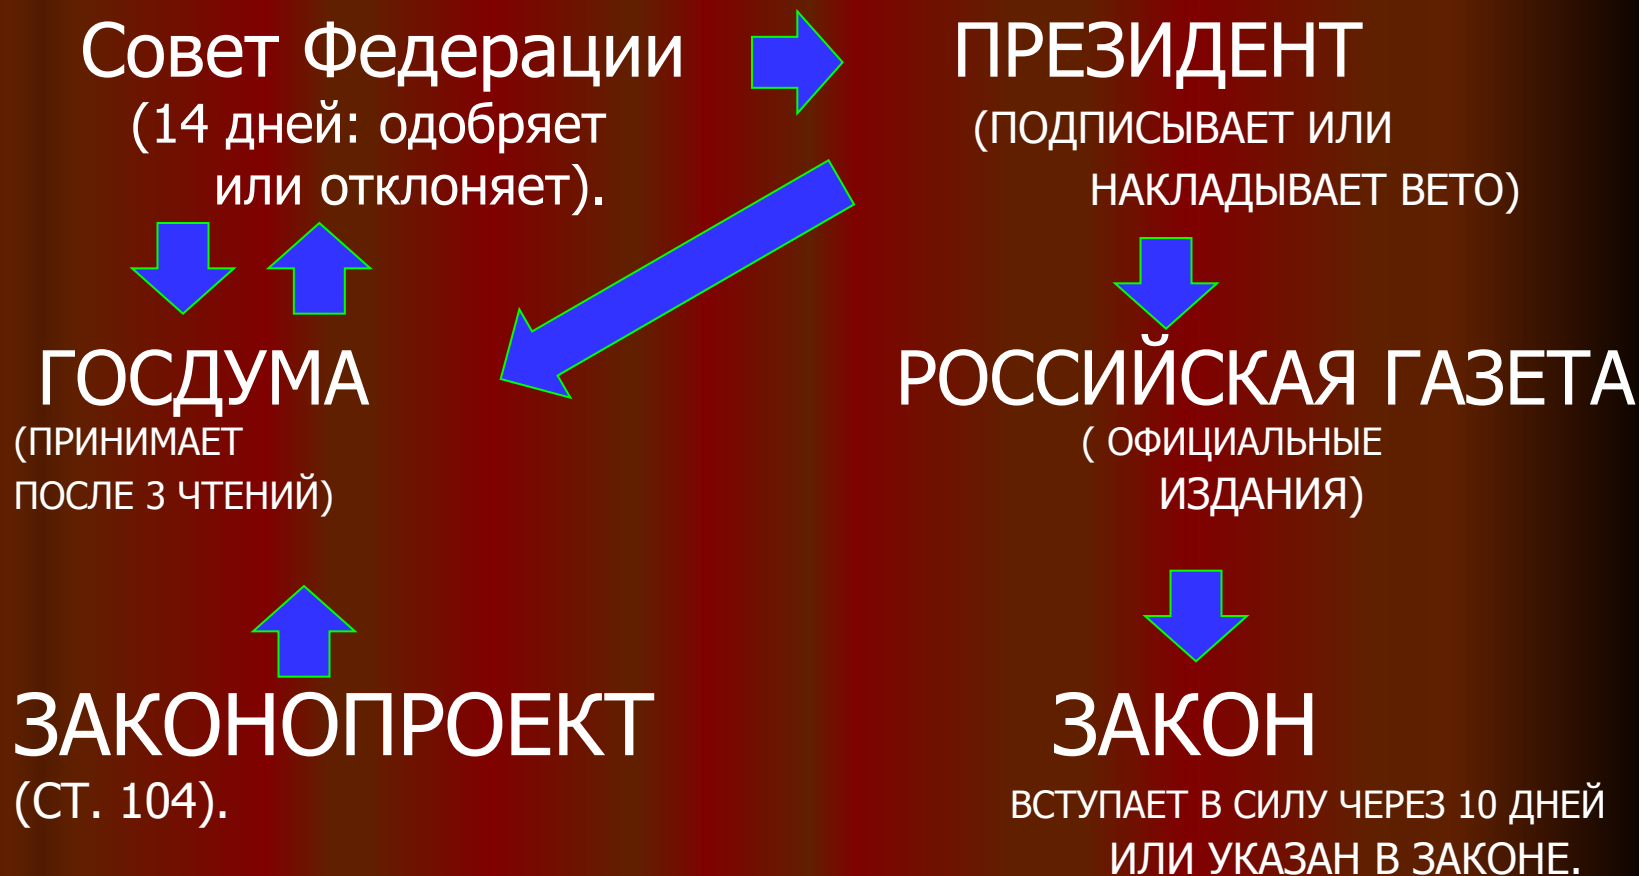 Совет Федерации
(14 дней: одобряет
или отклоняет).
ПРЕЗИДЕНТ
(ПОДПИСЫВАЕТ ИЛИ
НАКЛАДЫВАЕТ ВЕТО)
ГОСДУМА
(ПРИНИМАЕТ
ПОСЛЕ 3 ЧТЕНИЙ)
РОССИЙСКАЯ ГАЗЕТА
( ОФИЦИАЛЬНЫЕ
ИЗДАНИЯ)
ЗАКОНОПРОЕКТ
(СТ. 104).
ЗАКОН
ВСТУПАЕТ В СИЛУ ЧЕРЕЗ 10 ДНЕЙ
ИЛИ УКАЗАН В ЗАКОНЕ.